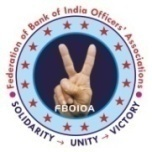 Federation of Bank of India Officers' Associations
FBOIOA
SOLIDARITY → UNITY → VICTORY